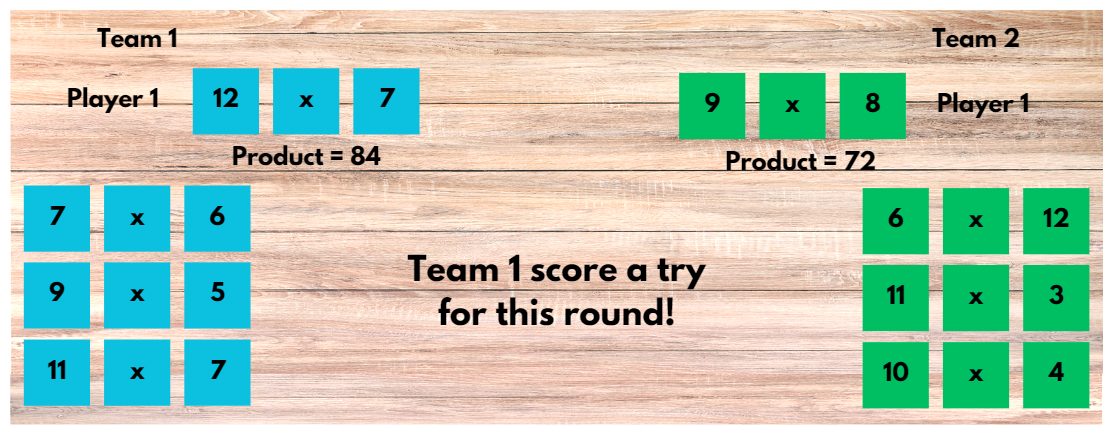 Team 1
Team 2
Player 1 12 x 7
9 x 8 Player 1
Product = 84
Product = 72
7 x 6
6 x 12
9 x 5
11 x 3
11 x 7
10 x 4
Team 1 score a try
for this round!